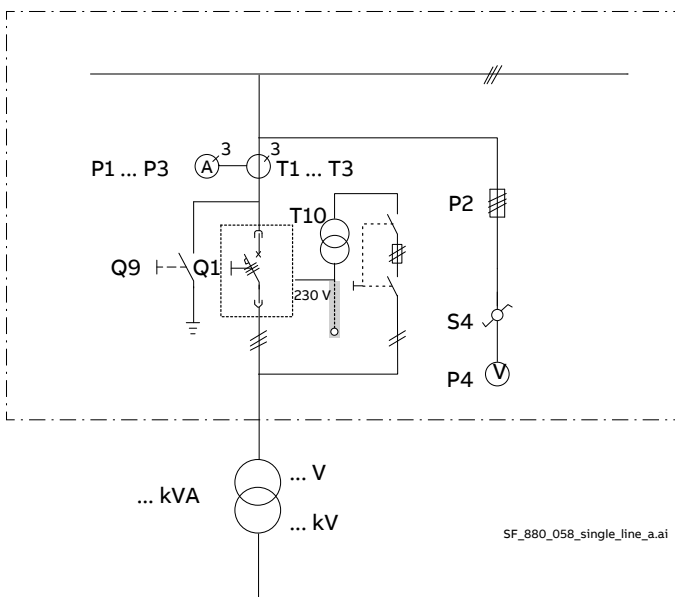 3 3
P1 ... P3 A T1 ... T3
T10
P2
Q9 Q1
230 V
S4
P4 V
... V
... kVA
... kV
SF_880_058_single_line_a.ai